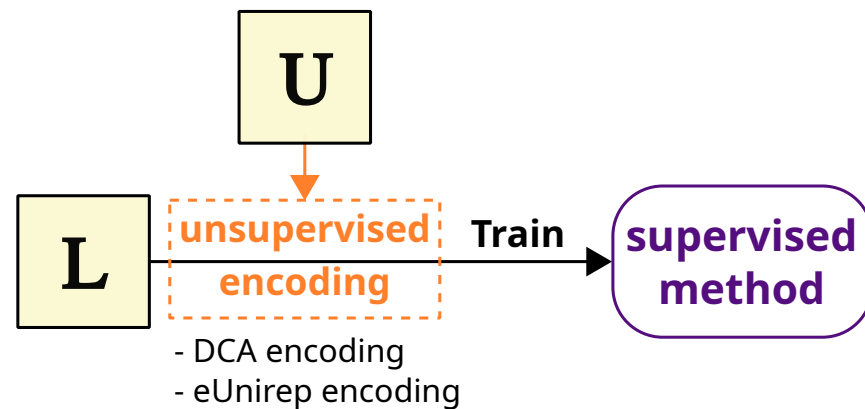 U
L
unsupervised
encoding
Train
supervised
method
- DCA encoding
- eUnirep encoding